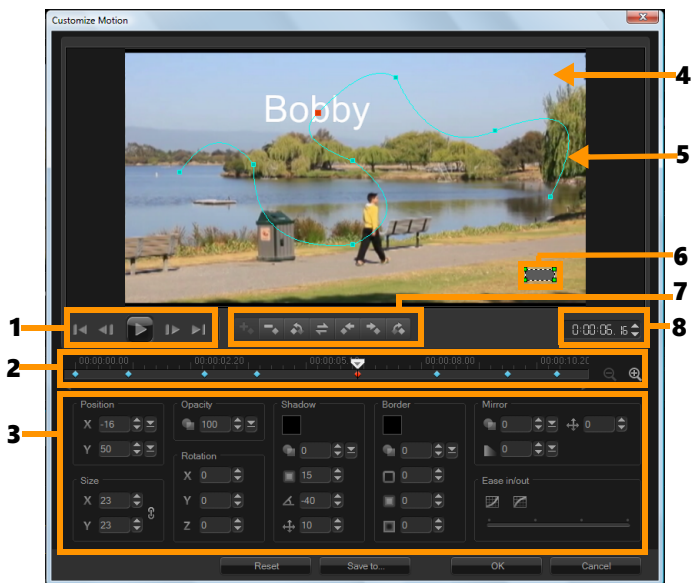 Customize Motion
4
Bobby
5
6
7
1
0:00:06.16
8
00:00:00.00 00:00:02.20 00:00:08.00 00:00:10.20
2
Position Opacity Shadow Border Mirror
X -16 100
0 0
Y 50 0 0 0
Rotation
X 0 15 0
3
Size Ease in/out
X 23 Y 0 -40 0
Y 23 Z 0 10 0
Reset Save to... OK Cancel